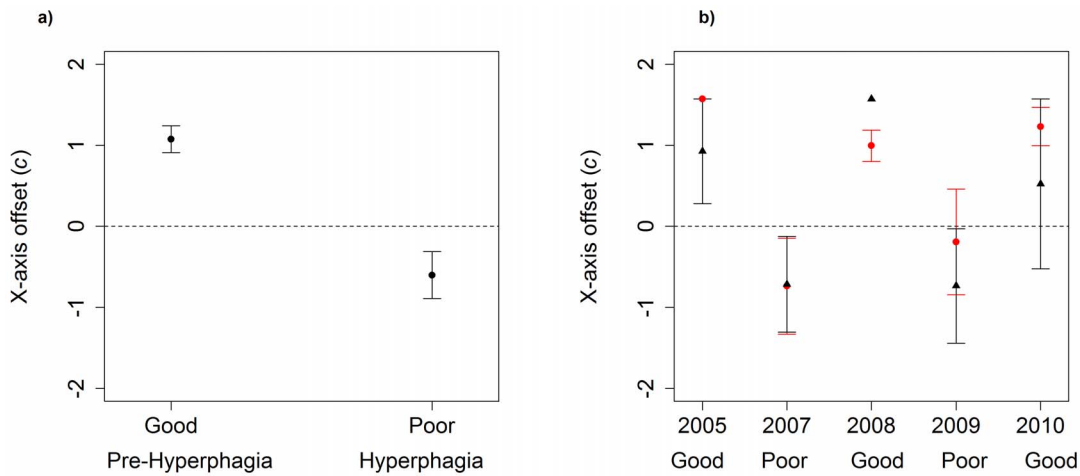 a)
X-axis offset (c)
2
1
0
-1
-2
Good Poor
Pre-Hyperphagia Hyperphagia
b)
X-axis offset (c)
2
1
0
-1
-2
2005 2007 2008 2009 2010
Good Poor Good Poor Good